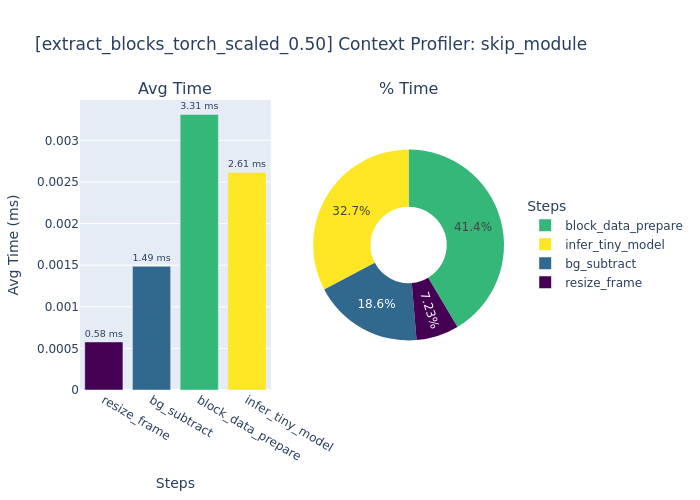 [extract_blocks_torch_scaled_0.50] Context Profiler: skip_module
Avg Time
% Time
Avg Time (ms)
0.003
0.0025
0.002
0.0015
0.001
0.0005
0
0.58 ms
1.49 ms
3.31 ms
2.61 ms
resize_frame
bg_subtract
block_data_prepare
infer_tiny_model
Steps
32.7%
41.4%
18.6%
7.23%
Steps
block_data_prepare
infer_tiny_model
bg_subtract
resize_frame